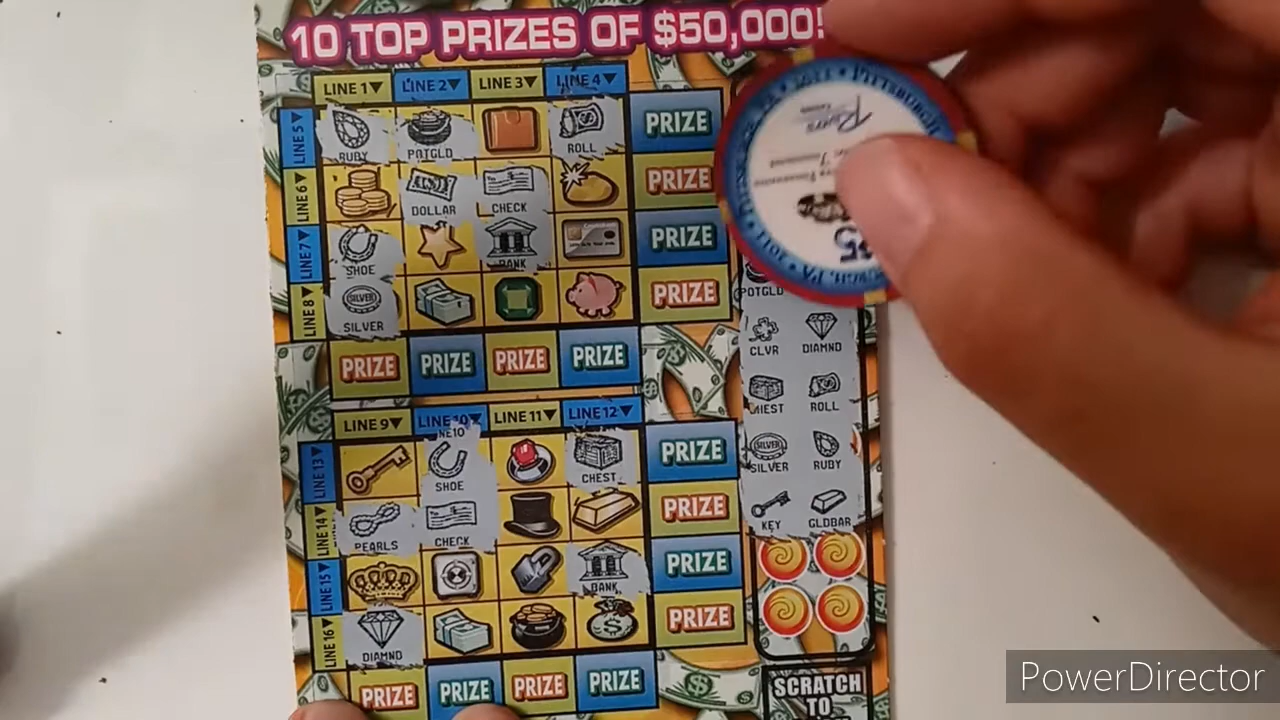 10 TOP PRIZES OF $50,000!
LINE 1▼ LINE 2▼ LINE 3▼ LINE 4▼
LINE 5▼ RUBY POTGLD ROLL PRIZE
LINE 6▼ DOLLAR CHECK PRIZE
LINE 7▼ SHOE BANK PRIZE
LINE 8▼ SILVER PRIZE
PRIZE PRIZE PRIZE PRIZE
LINE 9▼ LINE 10▼ LINE 11▼ LINE 12▼
LINE 13▼ SHOE CHEST PRIZE
LINE 14▼ PEARLS CHECK PRIZE
LINE 15▼ BANK PRIZE
LINE 16▼ DIAMND PRIZE
PRIZE PRIZE PRIZE PRIZE
POTGLD
CLVR DIAMND
ROLL
SILVER RUBY
KEY GLDBAR
SCRATCH
TO
PITTSBURGH
Rivers
$5
PowerDirector